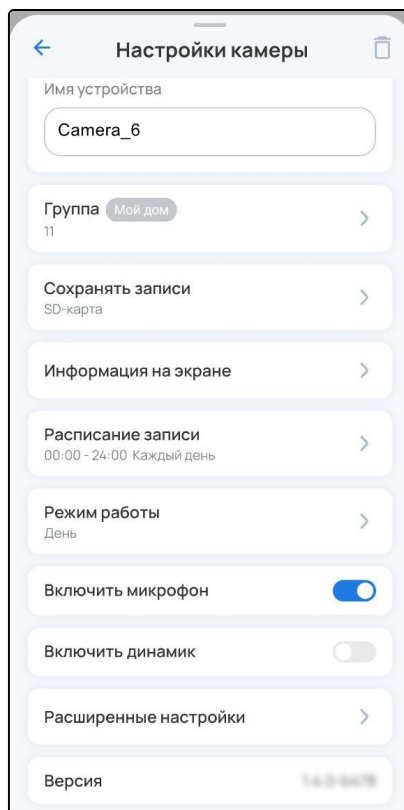 Настройки камеры
Имя устройства
Camera_6
Группа Мой дом
11
Сохранять записи
SD-карта
Информация на экране
Расписание записи
00:00 - 24:00 Каждый день
Режим работы
День
Включить микрофон
Включить динамик
Расширенные настройки
Версия